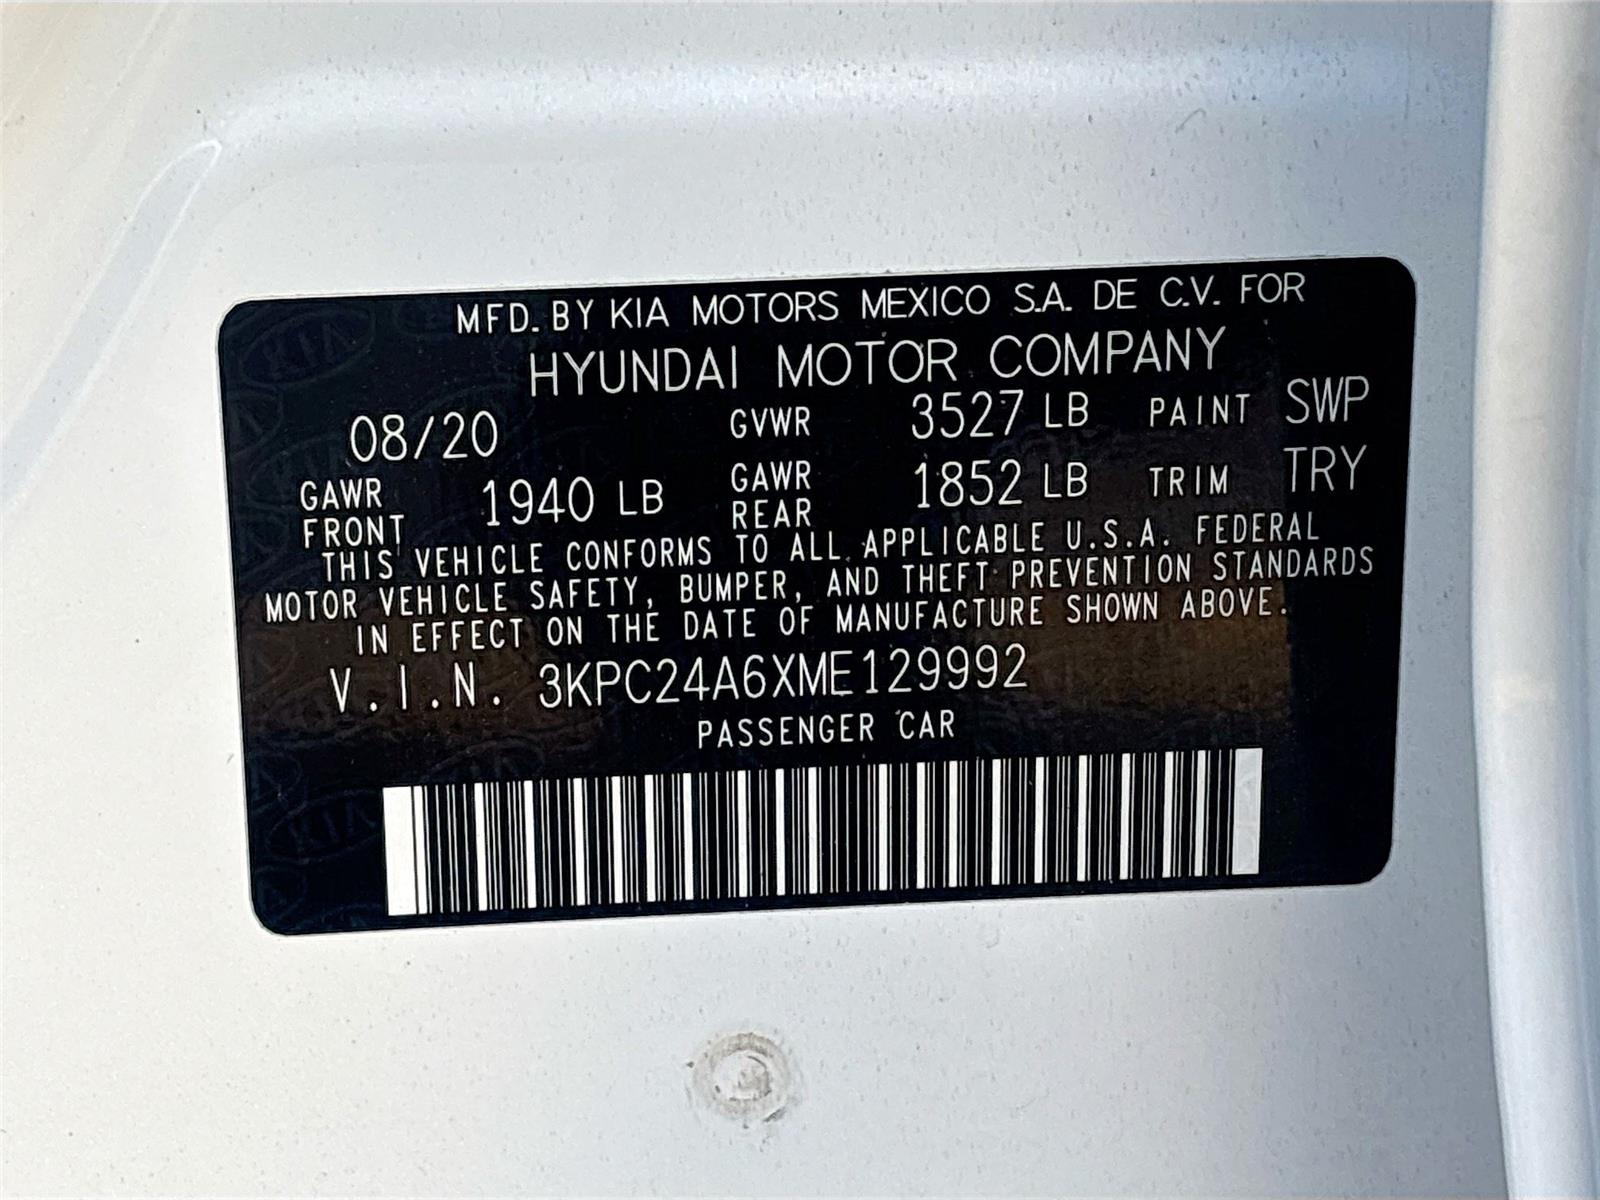 MFD. BY KIA MOTORS MEXICO S.A. DE C.V. FOR
HYUNDAI MOTOR COMPANY
08/20 GVWR 3527 LB PAINT SWP
GAWR FRONT 1940 LB GAWR REAR 1852 LB TRIM TRY
THIS VEHICLE CONFORMS TO ALL APPLICABLE U.S.A. FEDERAL
MOTOR VEHICLE SAFETY, BUMPER, AND THEFT PREVENTION STANDARDS
IN EFFECT ON THE DATE OF MANUFACTURE SHOWN ABOVE.
V.I.N. 3KPC24A6XME129992
PASSENGER CAR
KIA